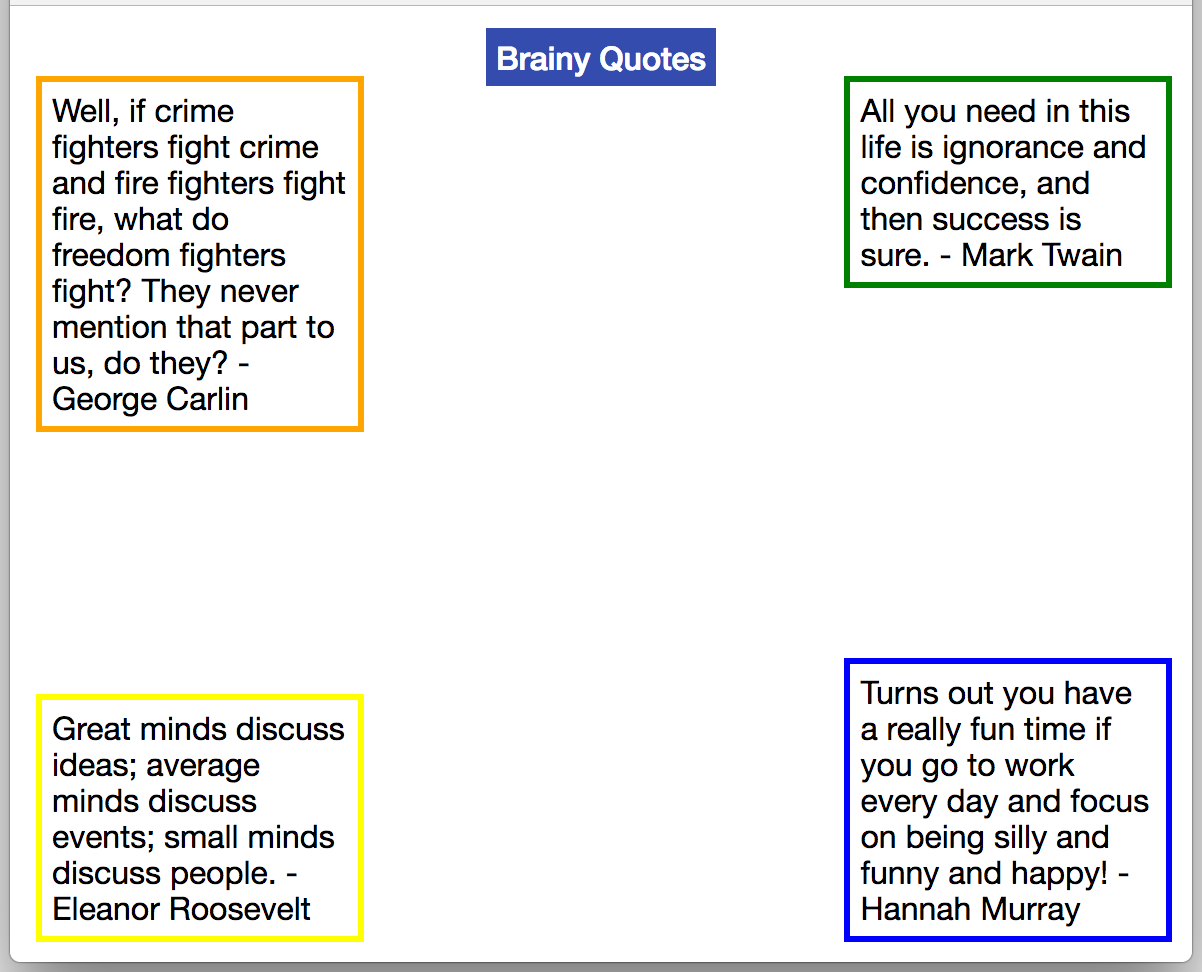 Brainy Quotes
Well, if crime
fighters fight crime
and fire fighters fight
fire, what do
freedom fighters
fight? They never
mention that part to
us, do they? -
George Carlin
All you need in this
life is ignorance and
confidence, and
then success is
sure. - Mark Twain
Great minds discuss
ideas; average
minds discuss
events; small minds
discuss people. -
Eleanor Roosevelt
Turns out you have
a really fun time if
you go to work
every day and focus
on being silly and
funny and happy! -
Hannah Murray